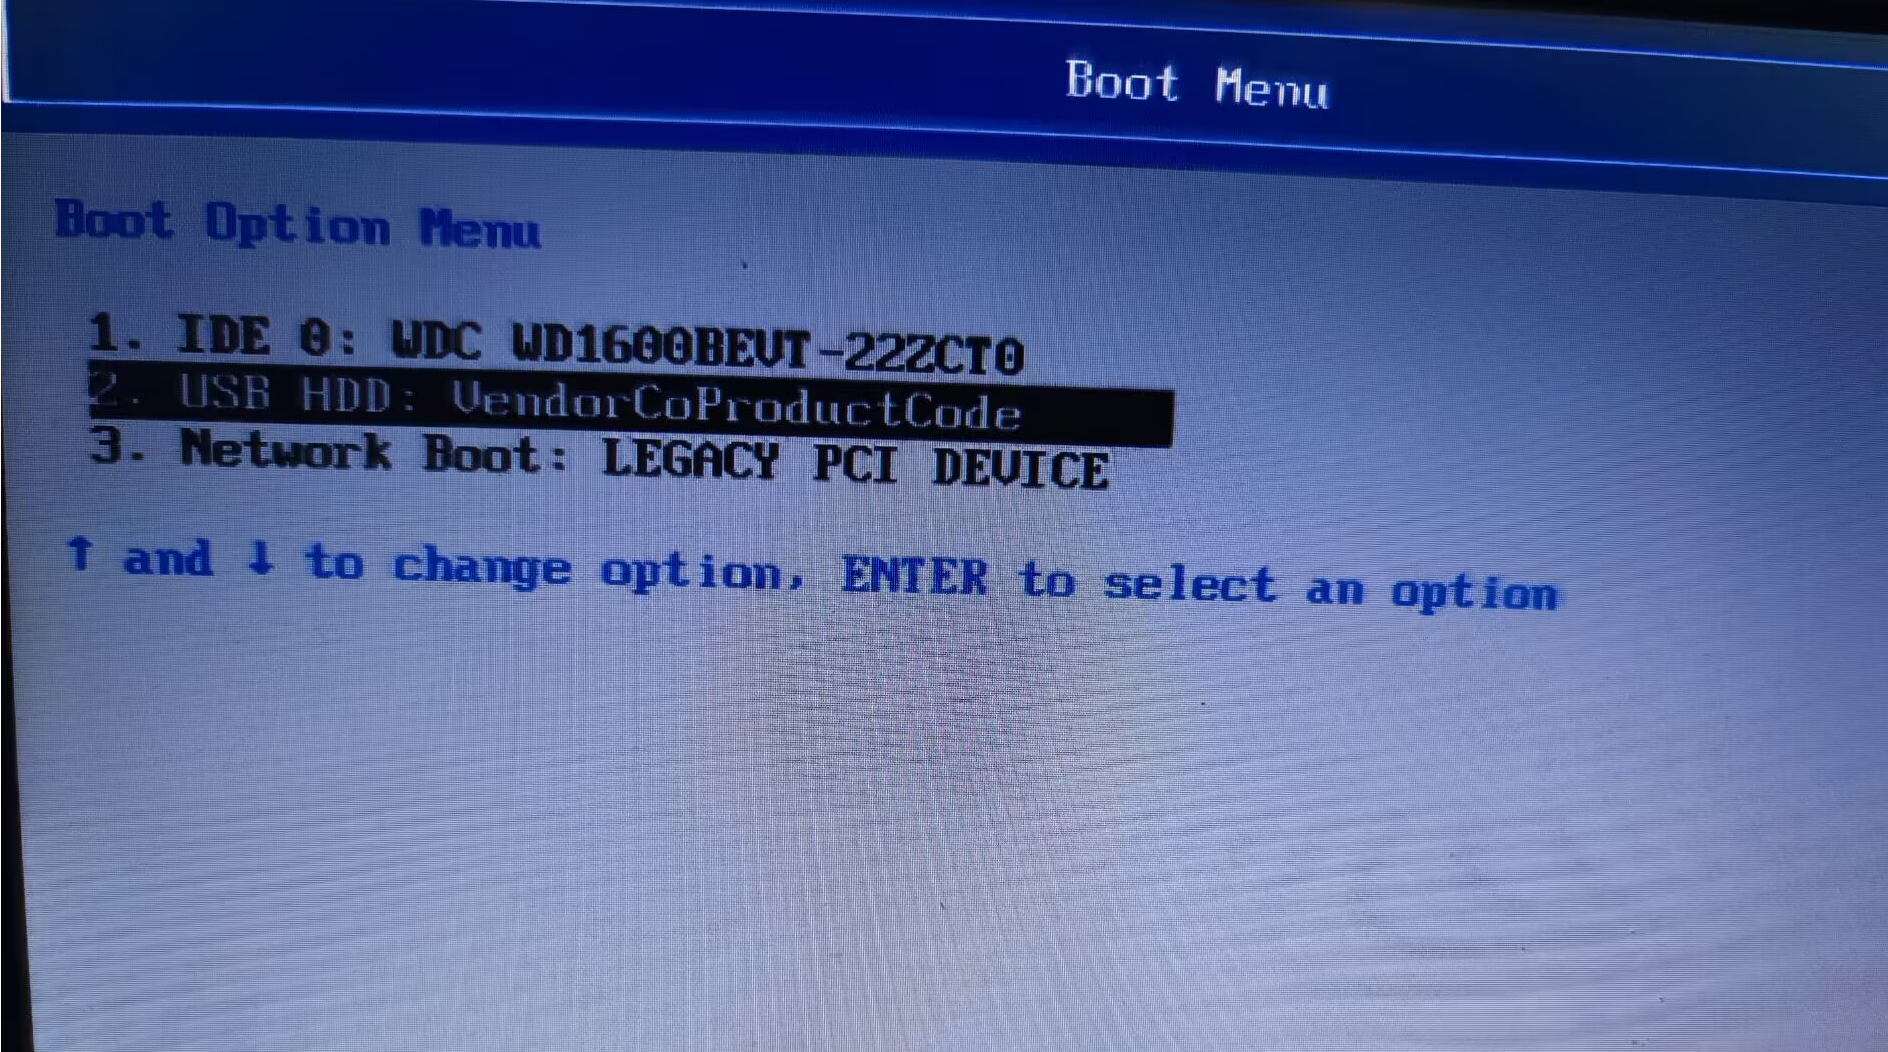 Boot Menu
Boot Option Menu
1. IDE 0: WDC WD1600BEVT-22ZCT0
2. USB HDD: VendorCoProductCode
3. Network Boot: LEGACY PCI DEVICE
↑ and ↓ to change option, ENTER to select an option